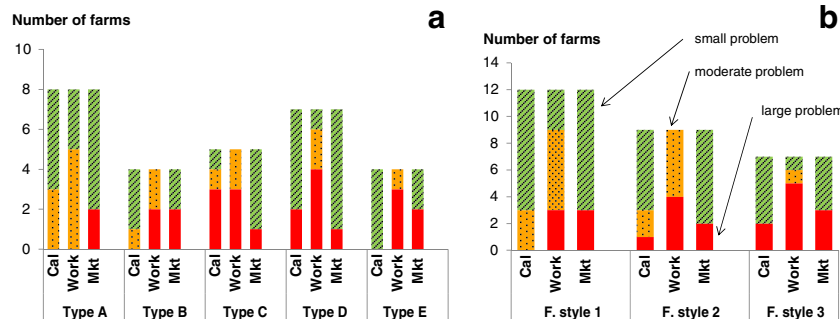 a
Number of farms
10
8
6
4
2
0
Cal Work Mkt Cal Work Mkt Cal Work Mkt Cal Work Mkt Cal Work Mkt
Type A Type B Type C Type D Type E
b
Number of farms
small problem
moderate problem
large problem
14
12
10
8
6
4
2
0
Cal Work Mkt Cal Work Mkt Cal Work Mkt
F. style 1 F. style 2 F. style 3